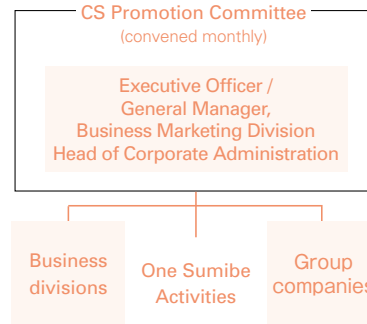 CS Promotion Committee
(convened monthly)
Executive Officer /
General Manager,
Business Marketing Division
Head of Corporate Administration
Business
divisions
One Sumibe
Activities
Group
companies